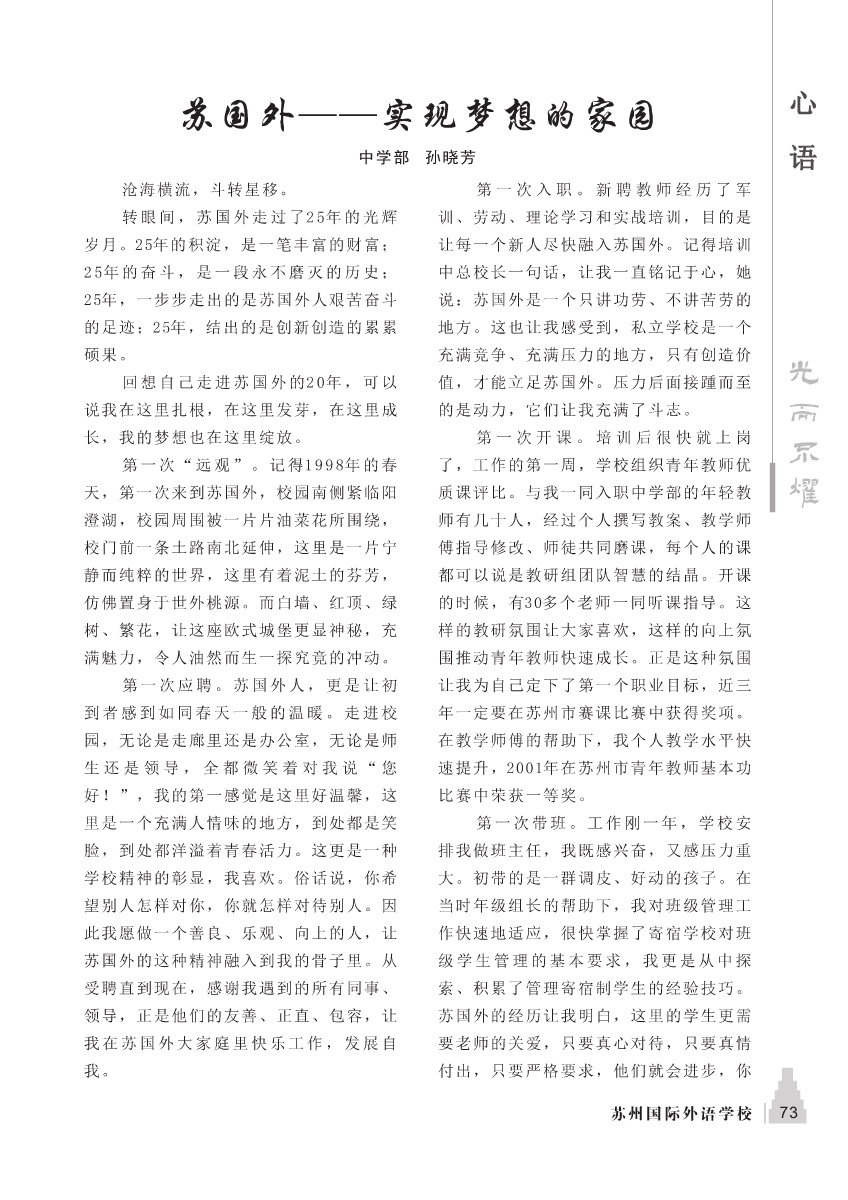 苏国外——实现梦想的家园
中学部 孙晓芳
沧海横流，斗转星移。
转眼间，苏国外走过了25年的光辉
岁月。25年的积淀，是一笔丰富的财富；
25年的奋斗，是一段永不磨灭的历史；
25年，一步步走出的是苏国外人艰苦奋斗
的足迹；25年，结出的是创新创造的累累
硕果。
回想自己走进苏国外的20年，可以
说我在这里扎根，在这里发芽，在这里成
长，我的梦想也在这里绽放。
第一次“远观”。记得1998年的春
天，第一次来到苏国外，校园南侧紧临阳
澄湖，校园周围被一片片油菜花所围绕，
校门前一条土路南北延伸，这里是一片宁
静而纯粹的世界，这里有着泥土的芬芳，
仿佛置身于世外桃源。而白墙、红顶、绿
树、繁花，让这座欧式城堡更显神秘，充
满魅力，令人油然而生一探究竟的冲动。
第一次应聘。苏国外人，更是让初
到者感到如同春天一般的温暖。走进校
园，无论是走廊里还是办公室，无论是师
生还是领导，全都微笑着对我说“您
好！”，我的第一感觉是这里好温馨，这
里是一个充满人情味的地方，到处都是笑
脸，到处都洋溢着青春活力。这更是一种
学校精神的彰显，我喜欢。俗话说，你希
望别人怎样对你，你就怎样对待别人。因
此我愿做一个善良、乐观、向上的人，让
苏国外的这种精神融入到我的骨子里。从
受聘直到现在，感谢我遇到的所有同事、
领导，正是他们的友善、正直、包容，让
我在苏国外大家庭里快乐工作，发展自
我。
第一次入职。新聘教师经历了军
训、劳动、理论学习和实战培训，目的是
让每一个新人尽快融入苏国外。记得培训
中总校长一句话，让我一直铭记于心，她
说：苏国外是一个只讲功劳、不讲苦劳的
地方。这也让我感受到，私立学校是一个
充满竞争、充满压力的地方，只有创造价
值，才能立足苏国外。压力后面接踵而至
的是动力，它们让我充满了斗志。
第一次开课。培训后很快就上岗
了，工作的第一周，学校组织青年教师优
质课评比。与我一同入职中学部的年轻教
师有几十人，经过个人撰写教案、教学师
傅指导修改、师徒共同磨课，每个人的课
都可以说是教研组团队智慧的结晶。开课
的时候，有30多个老师一同听课指导。这
样的教研氛围让大家喜欢，这样的向上氛
围推动青年教师快速成长。正是这种氛围
让我为自己定下了第一个职业目标，近三
年一定要在苏州市赛课比赛中获得奖项。
在教学师傅的帮助下，我个人教学水平快
速提升，2001年在苏州市青年教师基本功
比赛中荣获一等奖。
第一次带班。工作刚一年，学校安
排我做班主任，我既感兴奋，又感压力重
大。初带的是一群调皮、好动的孩子。在
当时年级组长的帮助下，我对班级管理工
作快速地适应，很快掌握了寄宿学校对班
级学生管理的基本要求，我更是从中探
索、积累了管理寄宿制学生的经验技巧。
苏国外的经历让我明白，这里的学生更需
要老师的关爱，只要真心对待，只要真情
付出，只要严格要求，他们就会进步，你
心语
光而不耀
苏州国际外语学校 73